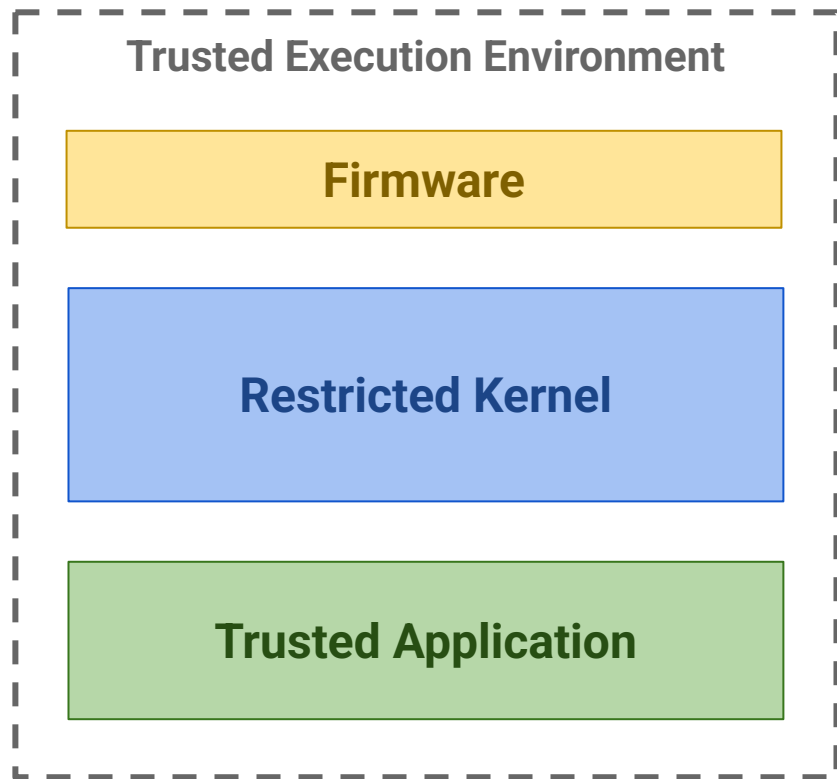 Trusted Execution Environment
Firmware
Restricted Kernel
Trusted Application